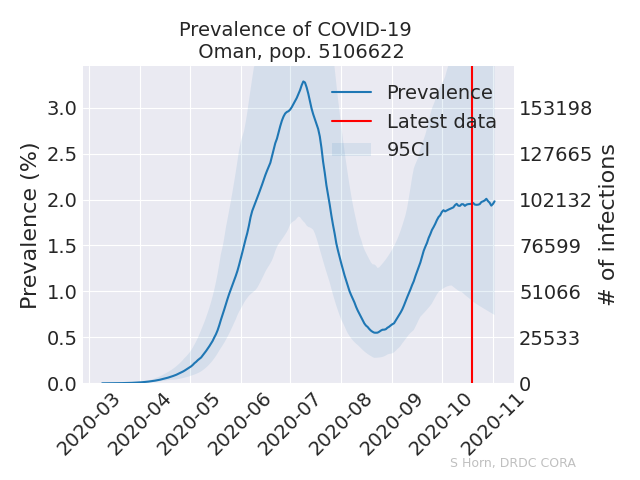 Prevalence of COVID-19
Oman, pop. 5106622
Prevalence
Latest data
95CI
Prevalence (%)
3.0
2.5
2.0
1.5
1.0
0.5
0.0
153198
127665
102132
76599
51066
25533
0
# of infections
2020-03
2020-04
2020-05
2020-06
2020-07
2020-08
2020-09
2020-10
2020-11
S Horn, DRDC CORA